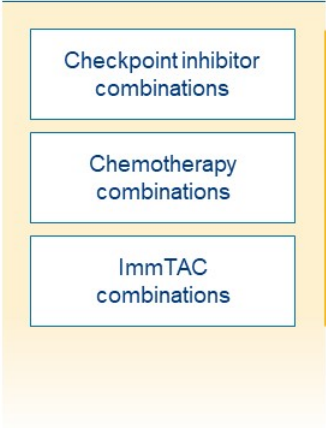 Checkpoint inhibitor
combinations
Chemotherapy
combinations
ImmTAC
combinations